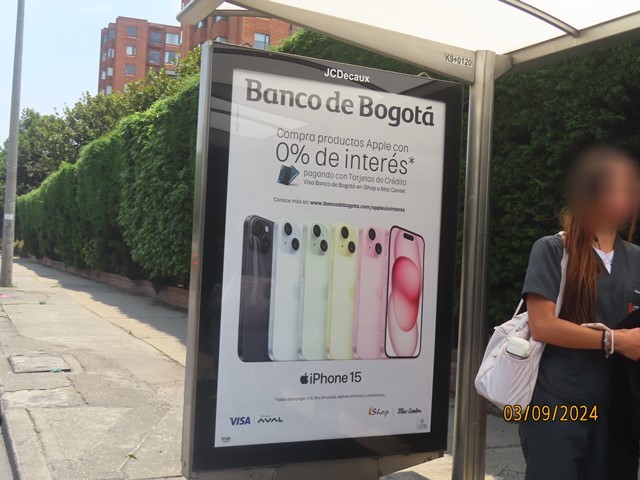 K9+0120
JCDecaux
Banco de Bogotá
Compra productos Apple con
0% de interés*
pagando con Tarjetas de Crédito
Visa Banco de Bogotá en iShop o Mac Center
Conoce más en: www.bancodebogota.com/applesininteres
iPhone 15
VISA AVAL iShop Mac Center
03/09/2024